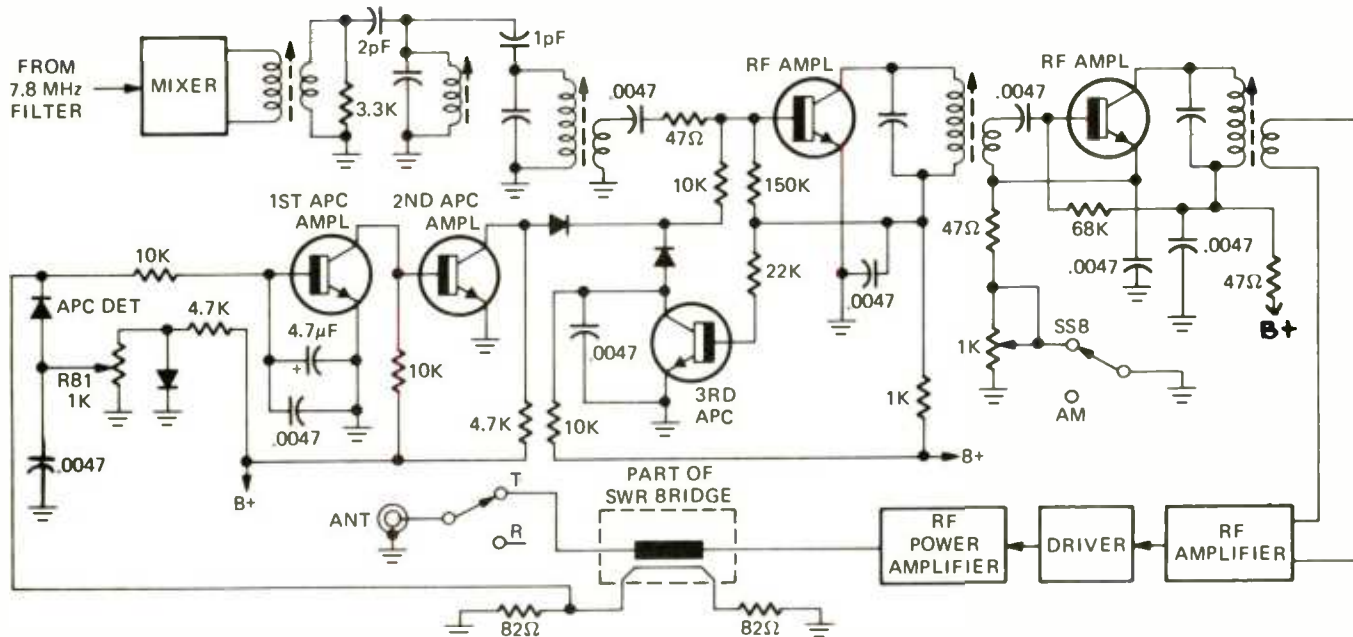 FROM
7.8 MHz
FILTER
MIXER
3.3K
2pF
1pF
.0047
47Ω
RF AMPL
10K
150K
.0047
RF AMPL
1ST APC
AMPL
2ND APC
AMPL
10K
APC DET
4.7K
4.7µF
+
R81
1K
.0047
.0047
B+
10K
4.7K
10K
.0047
3RD
APC
22K
.0047
1K
8+
47Ω
68K
.0047
.0047
47Ω
B+
1K
SS8
AM
ANT
T
R
PART OF
SWR 8RIDGE
82Ω
82Ω
RF
POWER
AMPLIFIER
DRIVER
RF
AMPLIFIER